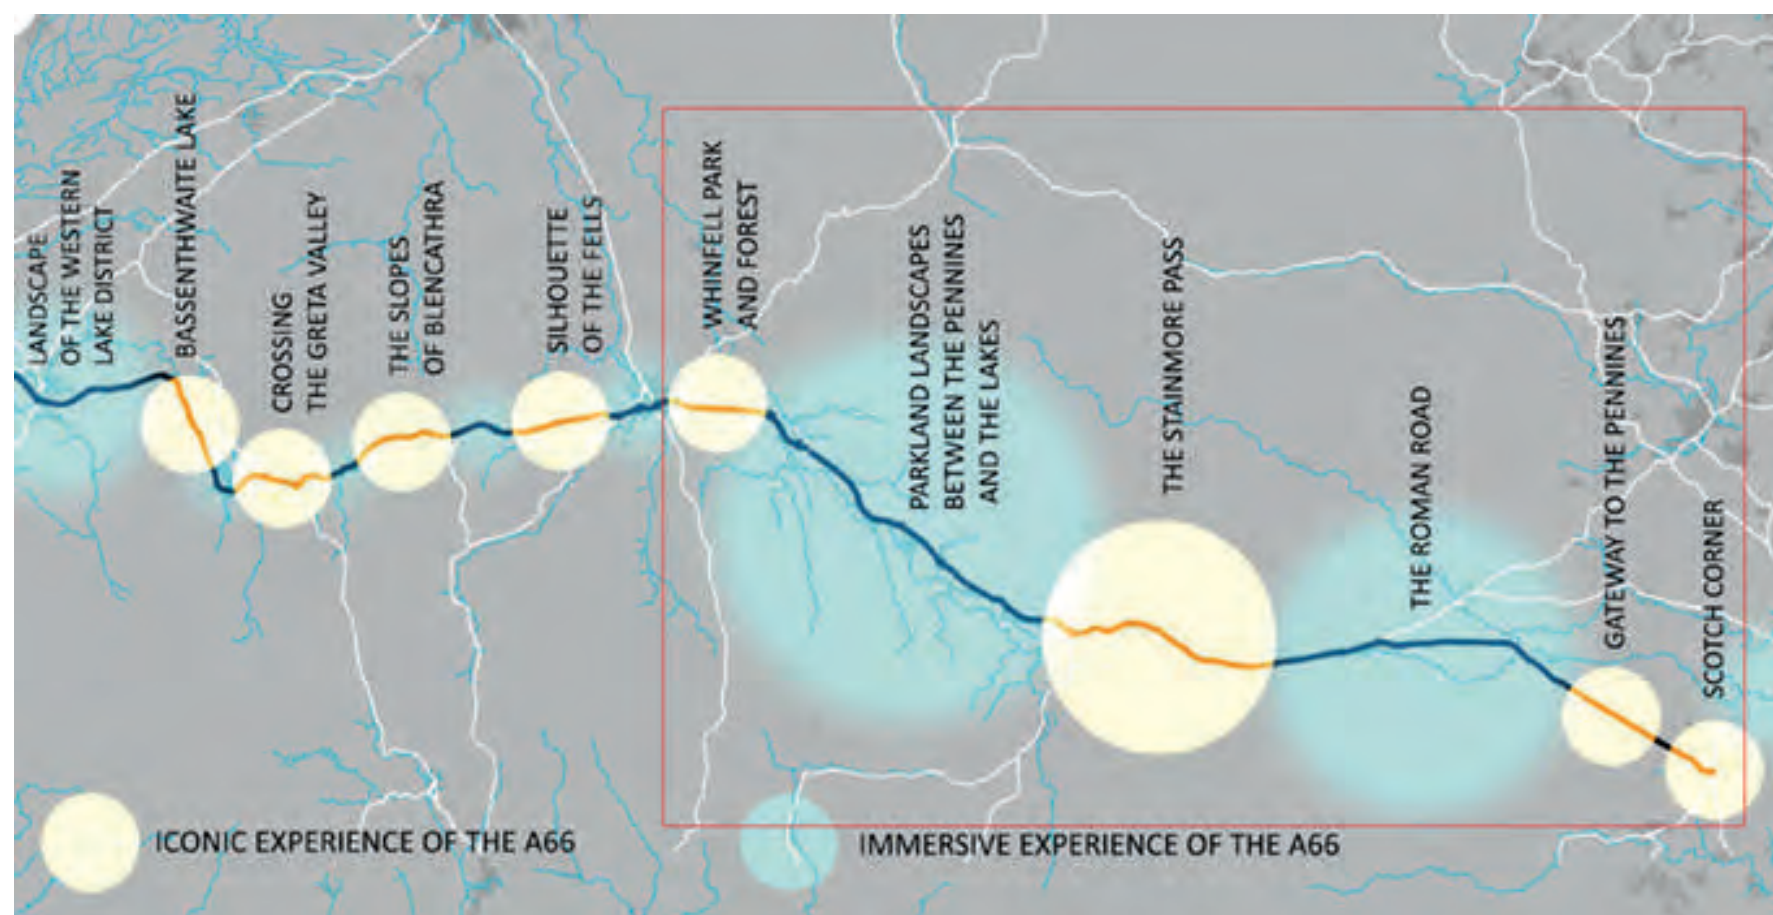 LANDSCAPE
OF THE WESTERN
LAKE DISTRICT
BASSENTHWAITE LAKE
CROSSING
THE GRETA VALLEY
THE SLOPES
OF BLENCATHRA
SILHOUETTE
OF THE FELLS
WHINFELL PARK
AND FOREST
PARKLAND LANDSCAPES
BETWEEN THE PENNINES
AND THE LAKES
THE STAINMORE PASS
THE ROMAN ROAD
GATEWAY TO THE PENNINES
SCOTCH CORNER
ICONIC EXPERIENCE OF THE A66
IMMERSIVE EXPERIENCE OF THE A66